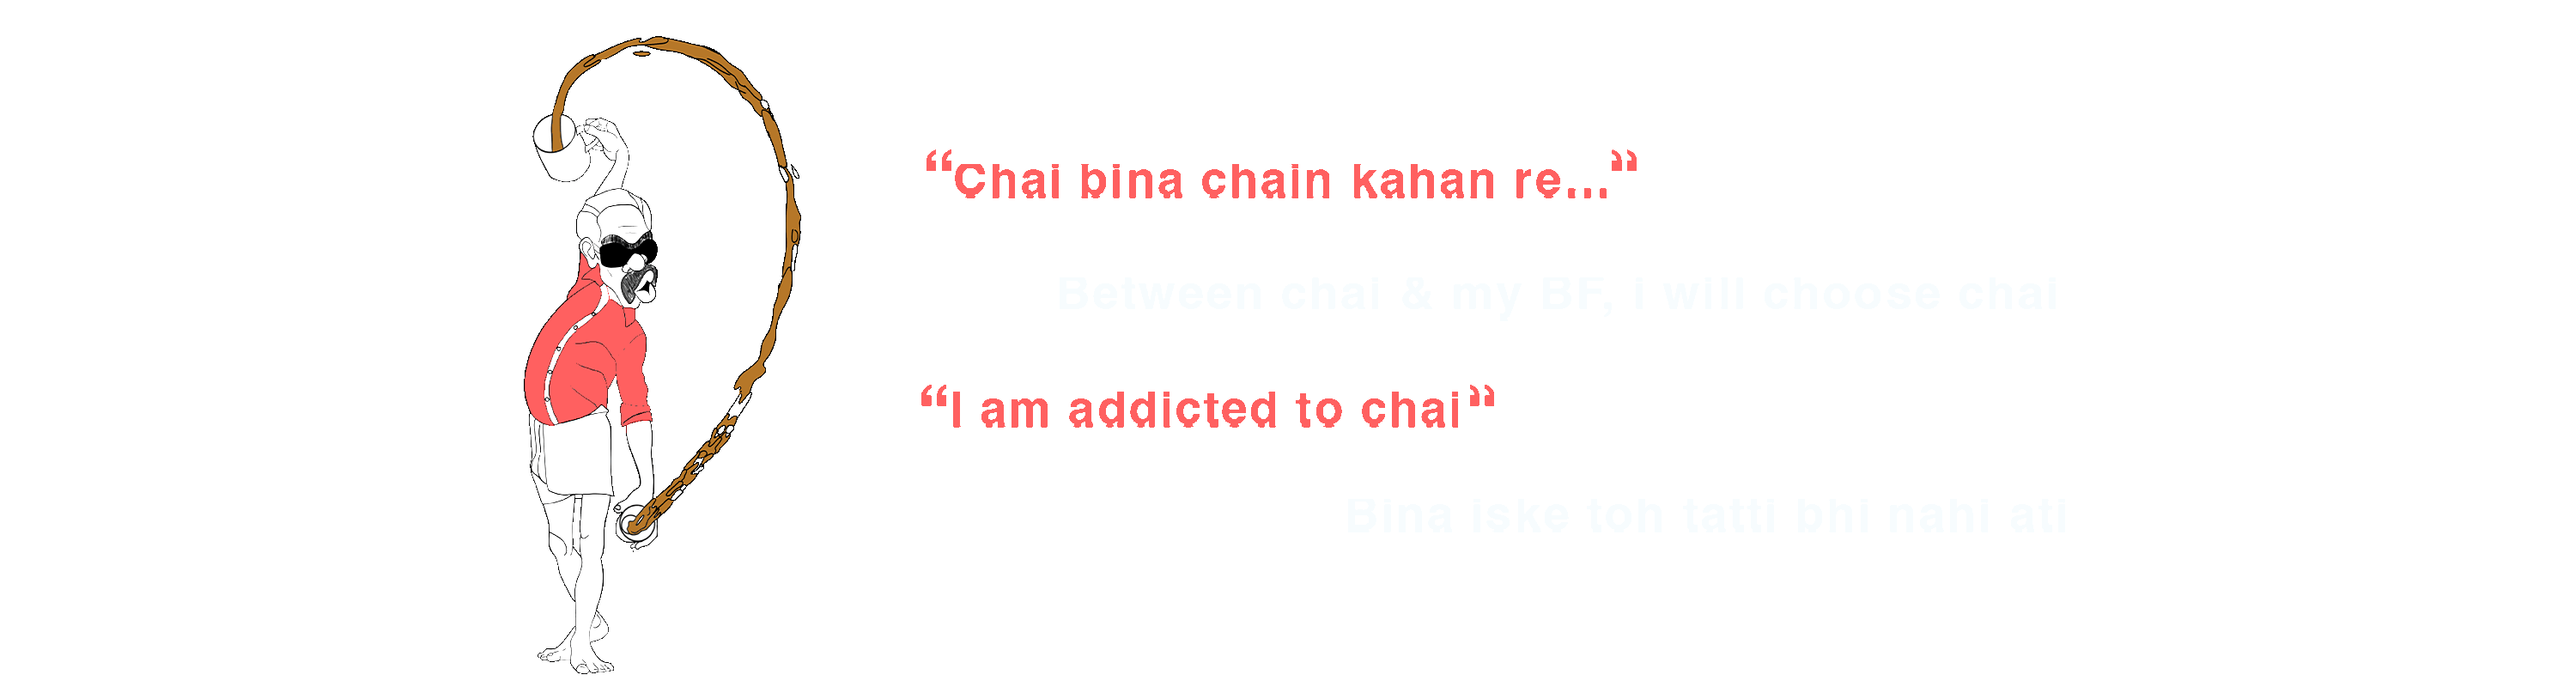 “Chai bina chain kahan re...”
Between chai & my BF, I will choose chai
“I am addicted to chai”
Bina iske toh tatti bhi nahi ati